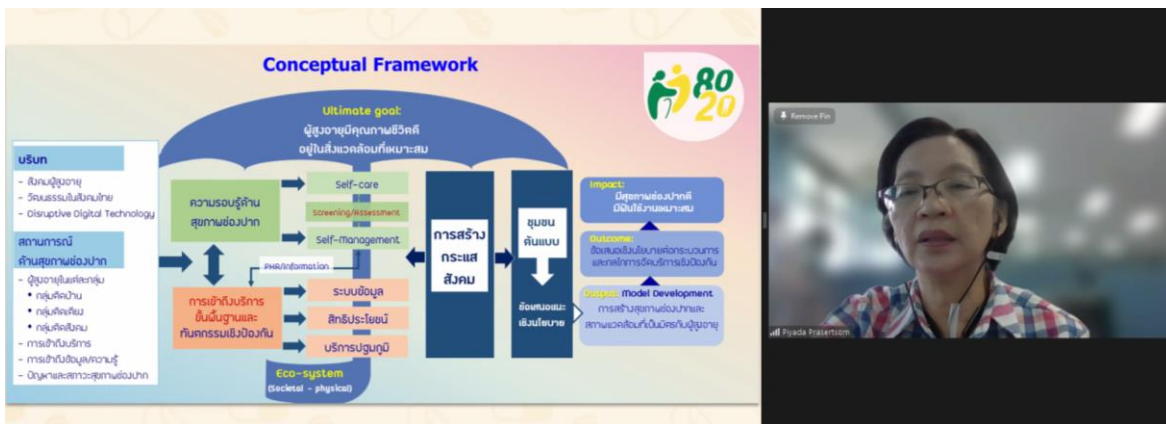 Conceptual Framework
80
20
Ultimate goal:
ผู้สูงอายุมีคุณภาพชีวิตดี
อยู่ในสิ่งแวดล้อมที่เหมาะสม
บริบท
- สังคมผู้สูงอายุ
- วัฒนธรรมในสังคมไทย
- Disruptive Digital Technology
สถานการณ์
ด้านสุขภาพช่องปาก
- ผู้สูงอายุในแต่ละกลุ่ม
• กลุ่มติดบ้าน
• กลุ่มติดเตียง
• กลุ่มติดสังคม
- การเข้าถึงบริการ
- การเข้าถึงข้อมูล/ความรู้
- ปัญหาและสภาวะสุขภาพช่องปาก
ความรอบรู้ด้าน
สุขภาพช่องปาก
Self-care
Screening/Assessment
Self-Management
PHR/Information
การเข้าถึงบริการ
ขั้นพื้นฐานและ
ทันตกรรมเชิงป้องกัน
ระบบข้อมูล
สิทธิประโยชน์
บริการปฐมภูมิ
Eco-system
(Societal - physical)
การสร้าง
กระแส
สังคม
ชุมชน
ต้นแบบ
ข้อเสนอแนะ
เชิงนโยบาย
Impact:
มีสุขภาพช่องปากดี
มีฟันใช้งานเหมาะสม
Outcome:
ข้อเสนอเชิงนโยบายต่อกระบวนการ
และกลไกการจัดบริการเชิงป้องกัน
Output: Model Development
การสร้างสุขภาพช่องปากและ
สภาพแวดล้อมที่เป็นมิตรกับผู้สูงอายุ
Remove Pin
Piyada Prasertsom